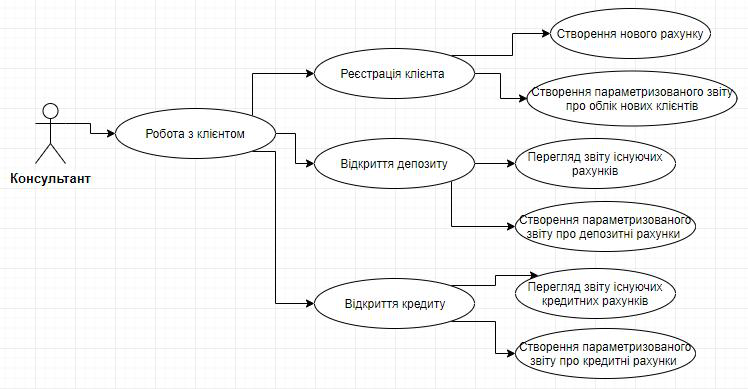 Створення нового рахунку
Реєстрація клієнта
Створення параметризованого звіту
про облік нових клієнтів
Робота з клієнтом
Консультант
Відкриття депозиту
Перегляд звіту існуючих
рахунків
Створення параметризованого
звіту про депозитні рахунки
Відкриття кредиту
Перегляд звіту існуючих
кредитних рахунків
Створення параметризованого
звіту про кредитні рахунки